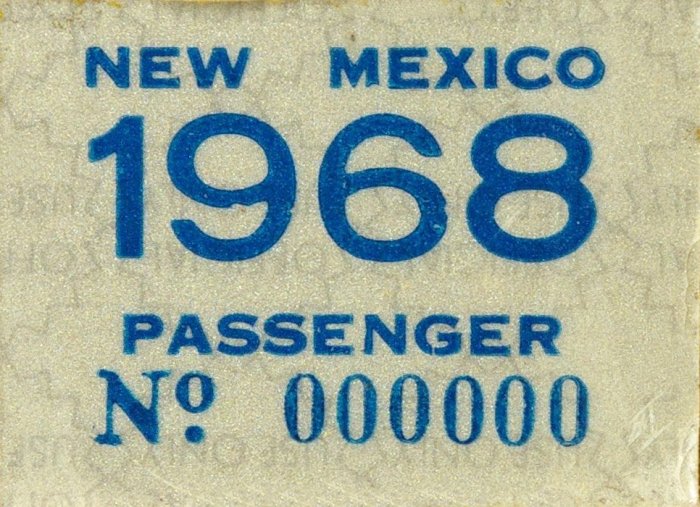 NEW MEXICO
1968
PASSENGER
Nº 000000